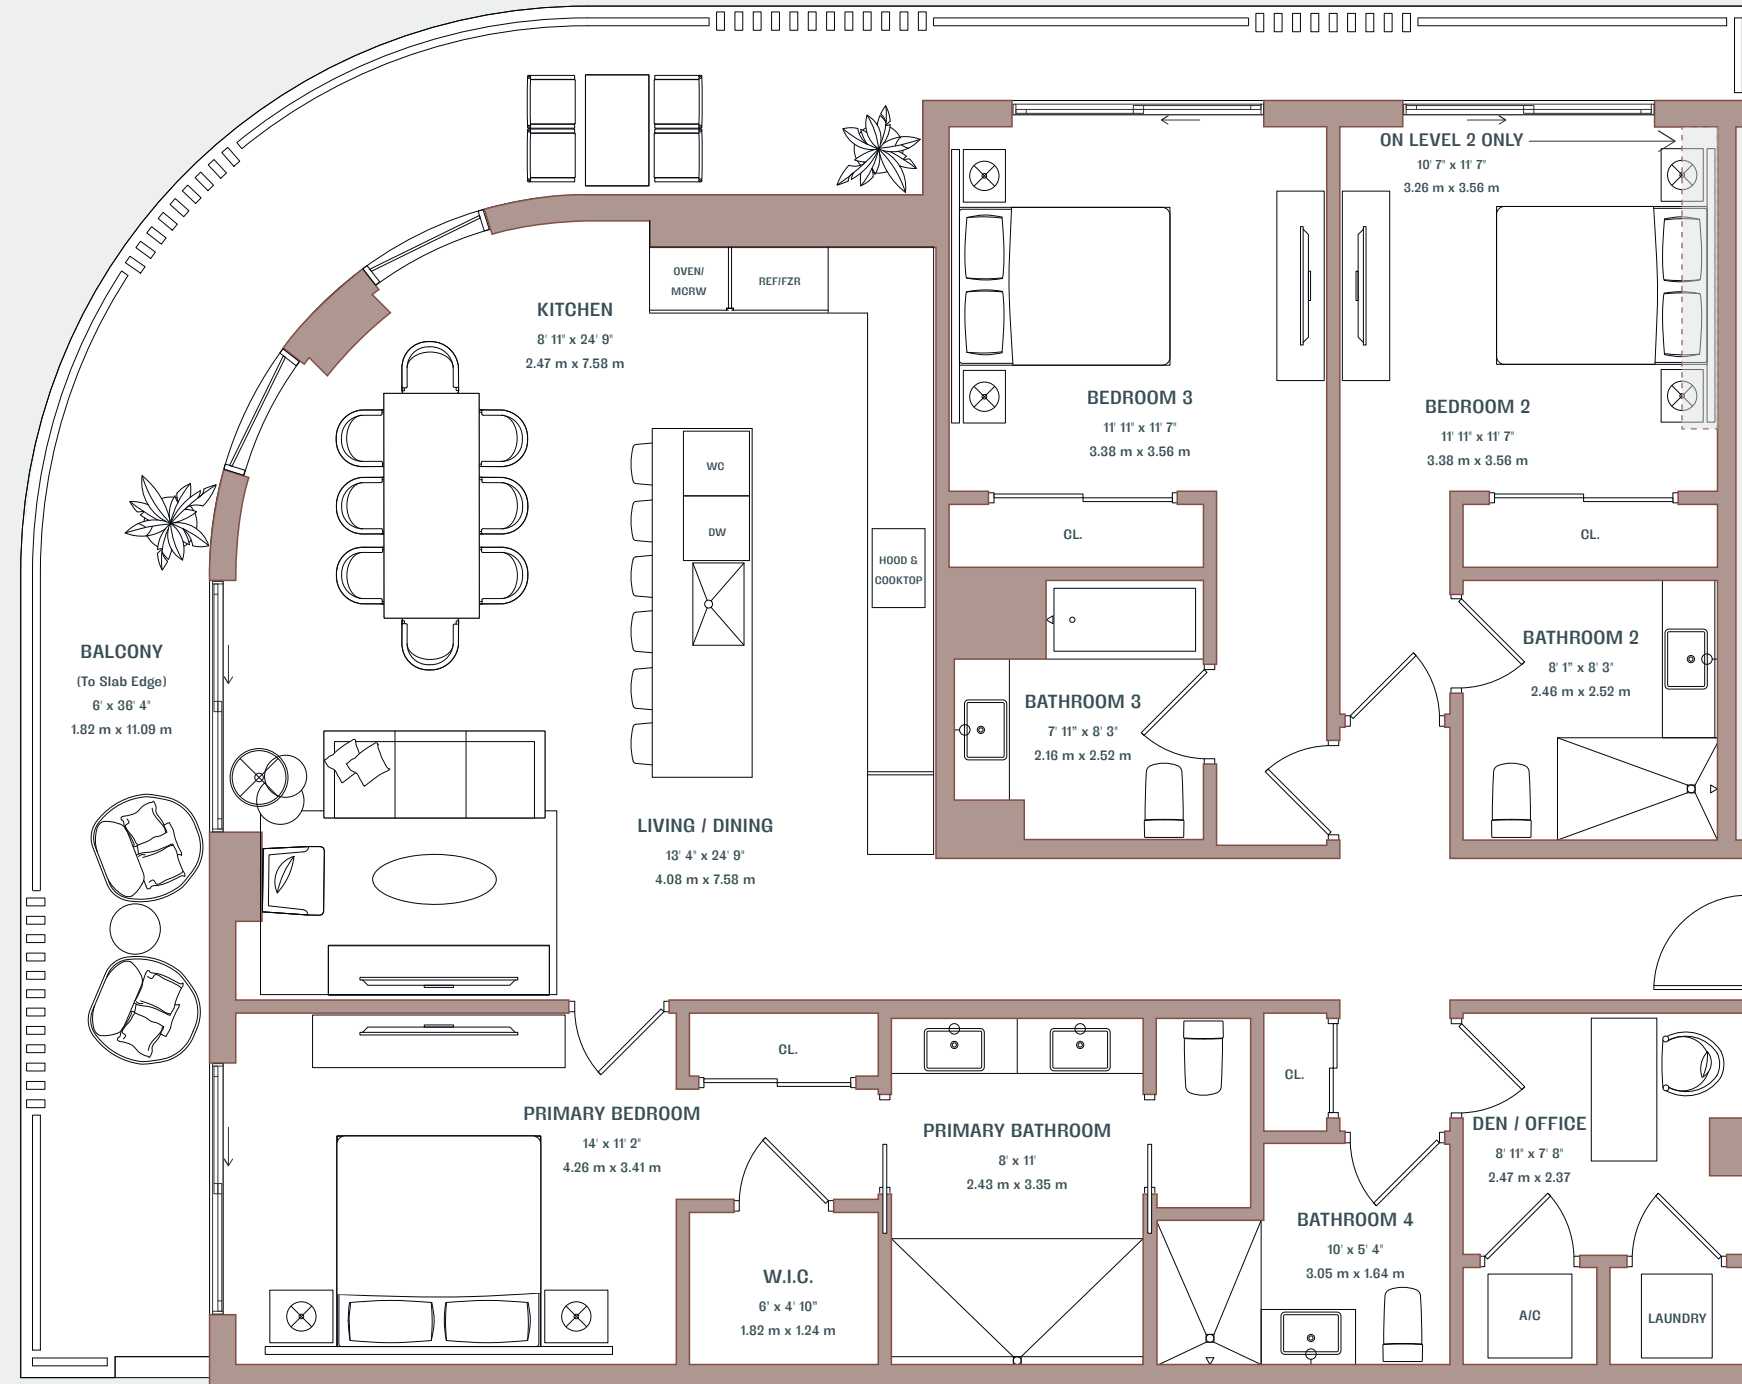 ON LEVEL 2 ONLY
10' 7" x 11' 7"
3.26 m x 3.56 m
OVEN/
MCRW
REF/FZR
KITCHEN
8' 11" x 24' 9"
2.47 m x 7.58 m
BEDROOM 3
11' 11" x 11' 7"
3.38 m x 3.56 m
BEDROOM 2
11' 11" x 11' 7"
3.38 m x 3.56 m
WC
DW
HOOD &
COOKTOP
CL.
CL.
BALCONY
(To Slab Edge)
6' x 36' 4"
1.82 m x 11.09 m
BATHROOM 3
7' 11" x 8' 3"
2.16 m x 2.52 m
BATHROOM 2
8' 1" x 8' 3"
2.46 m x 2.52 m
LIVING / DINING
13' 4" x 24' 9"
4.08 m x 7.58 m
CL.
CL.
PRIMARY BEDROOM
14' x 11' 2"
4.26 m x 3.41 m
PRIMARY BATHROOM
8' x 11'
2.43 m x 3.35 m
DEN / OFFICE
8' 11" x 7' 8"
2.47 m x 2.37
BATHROOM 4
10' x 5' 4"
3.05 m x 1.64 m
W.I.C.
6' x 4' 10"
1.82 m x 1.24 m
A/C
LAUNDRY